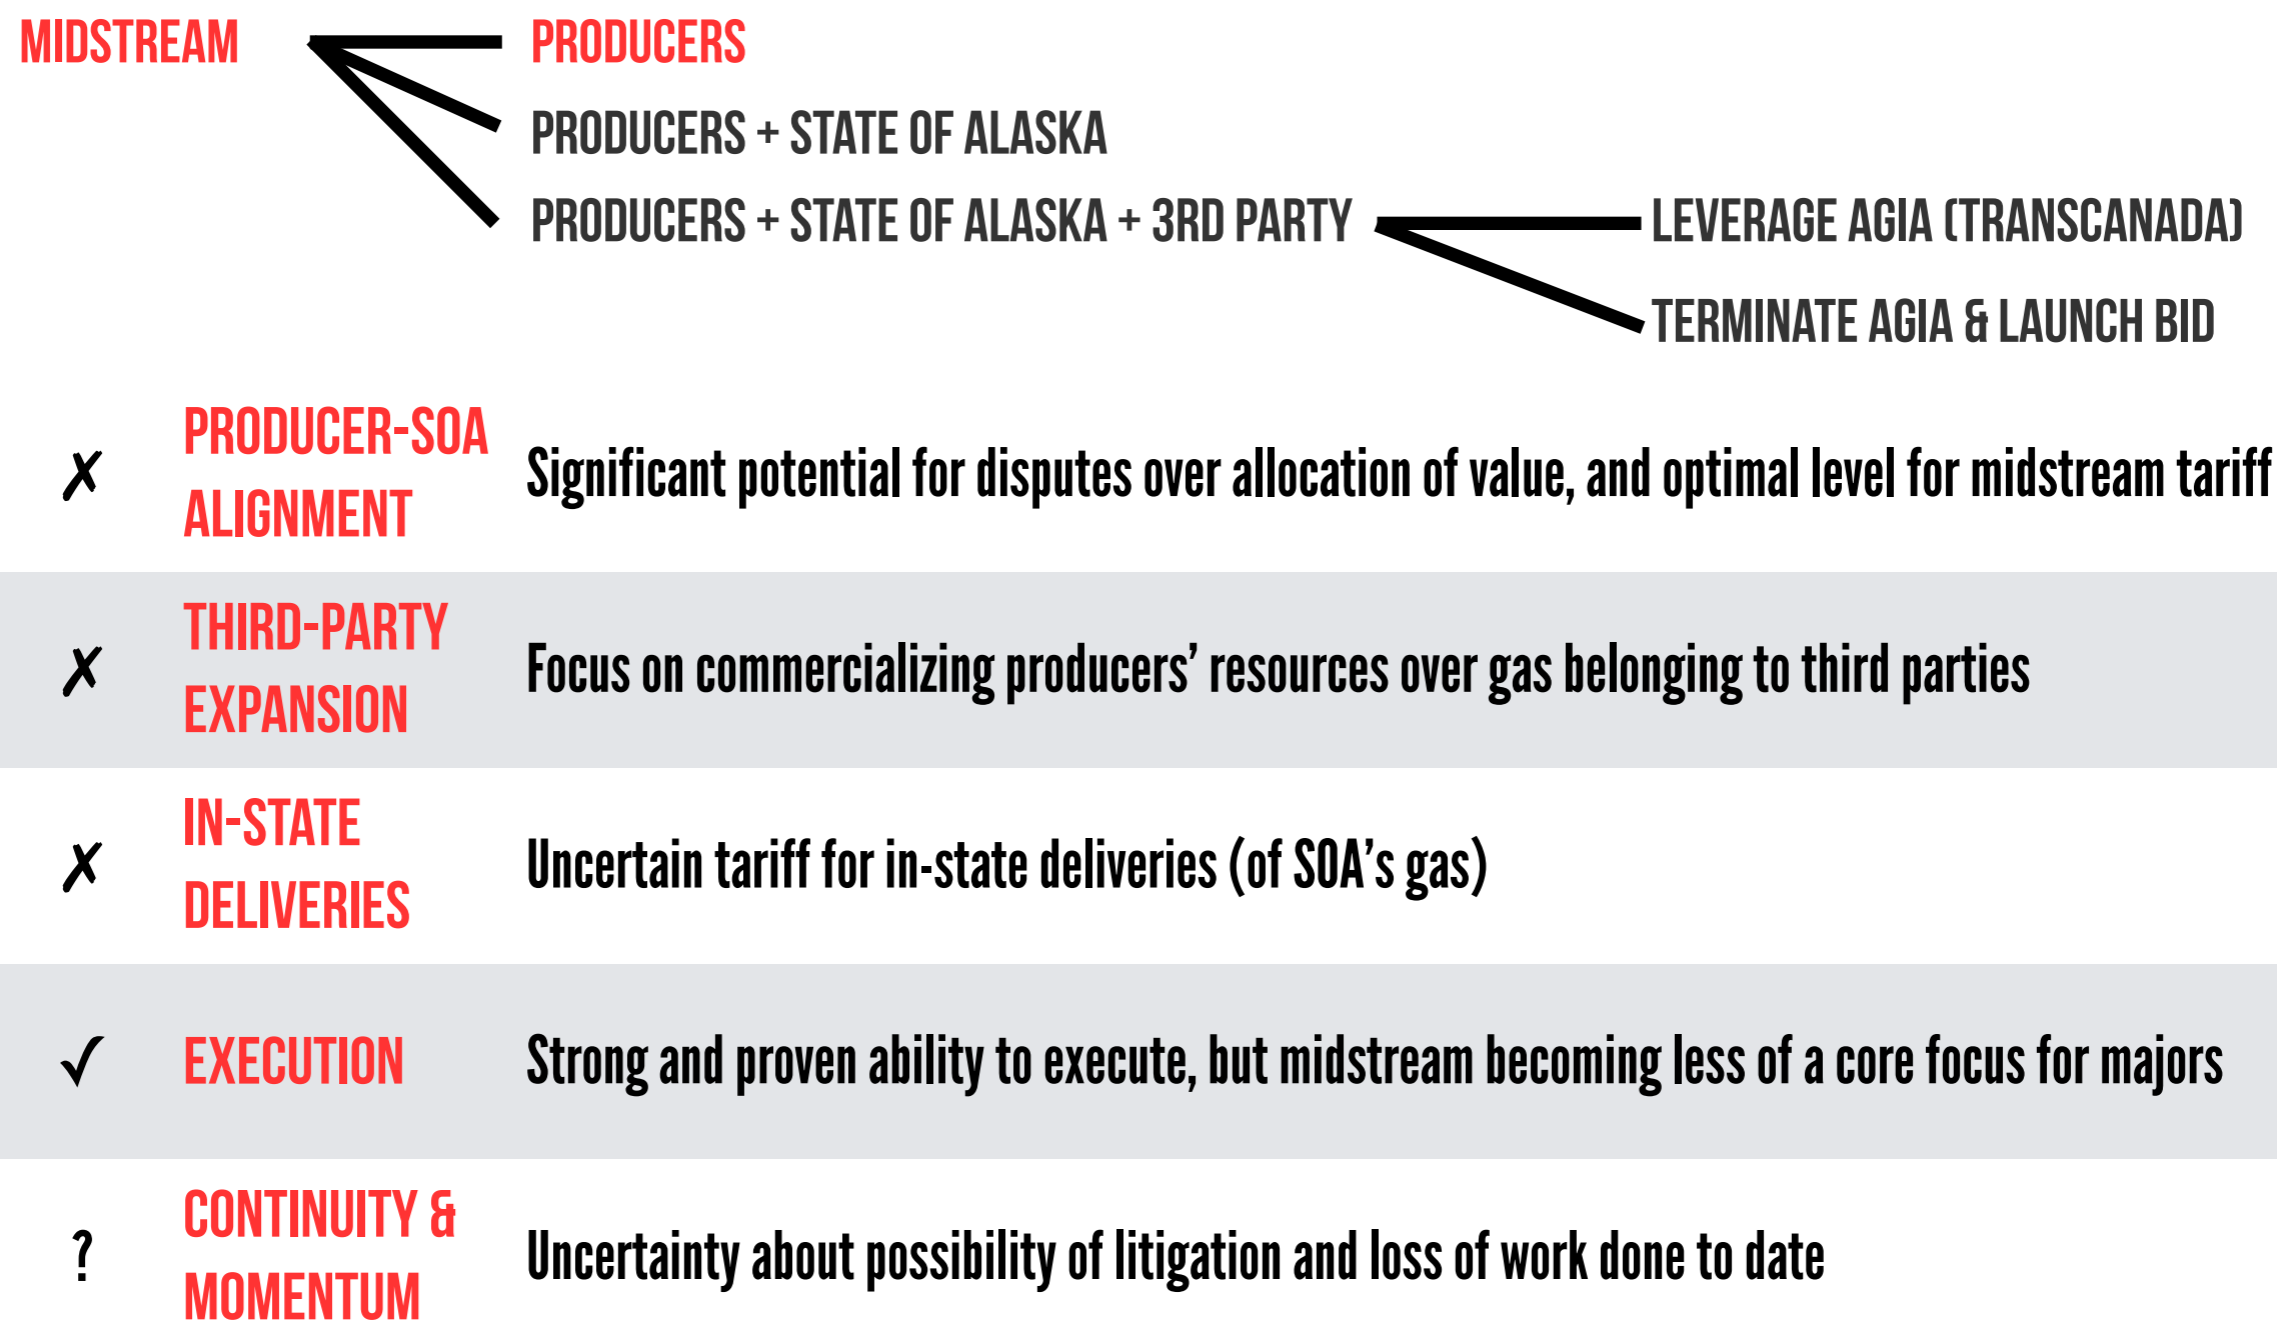 MIDSTREAM
PRODUCERS
PRODUCERS + STATE OF ALASKA
PRODUCERS + STATE OF ALASKA + 3RD PARTY
LEVERAGE AGIA (TRANSCANADA)
TERMINATE AGIA & LAUNCH BID
✗
PRODUCER-SOA
ALIGNMENT
Significant potential for disputes over allocation of value, and optimal level for midstream tariff
✗
THIRD-PARTY
EXPANSION
Focus on commercializing producers’ resources over gas belonging to third parties
✗
IN-STATE
DELIVERIES
Uncertain tariff for in-state deliveries (of SOA’s gas)
✓
EXECUTION
Strong and proven ability to execute, but midstream becoming less of a core focus for majors
?
CONTINUITY &
MOMENTUM
Uncertainty about possibility of litigation and loss of work done to date